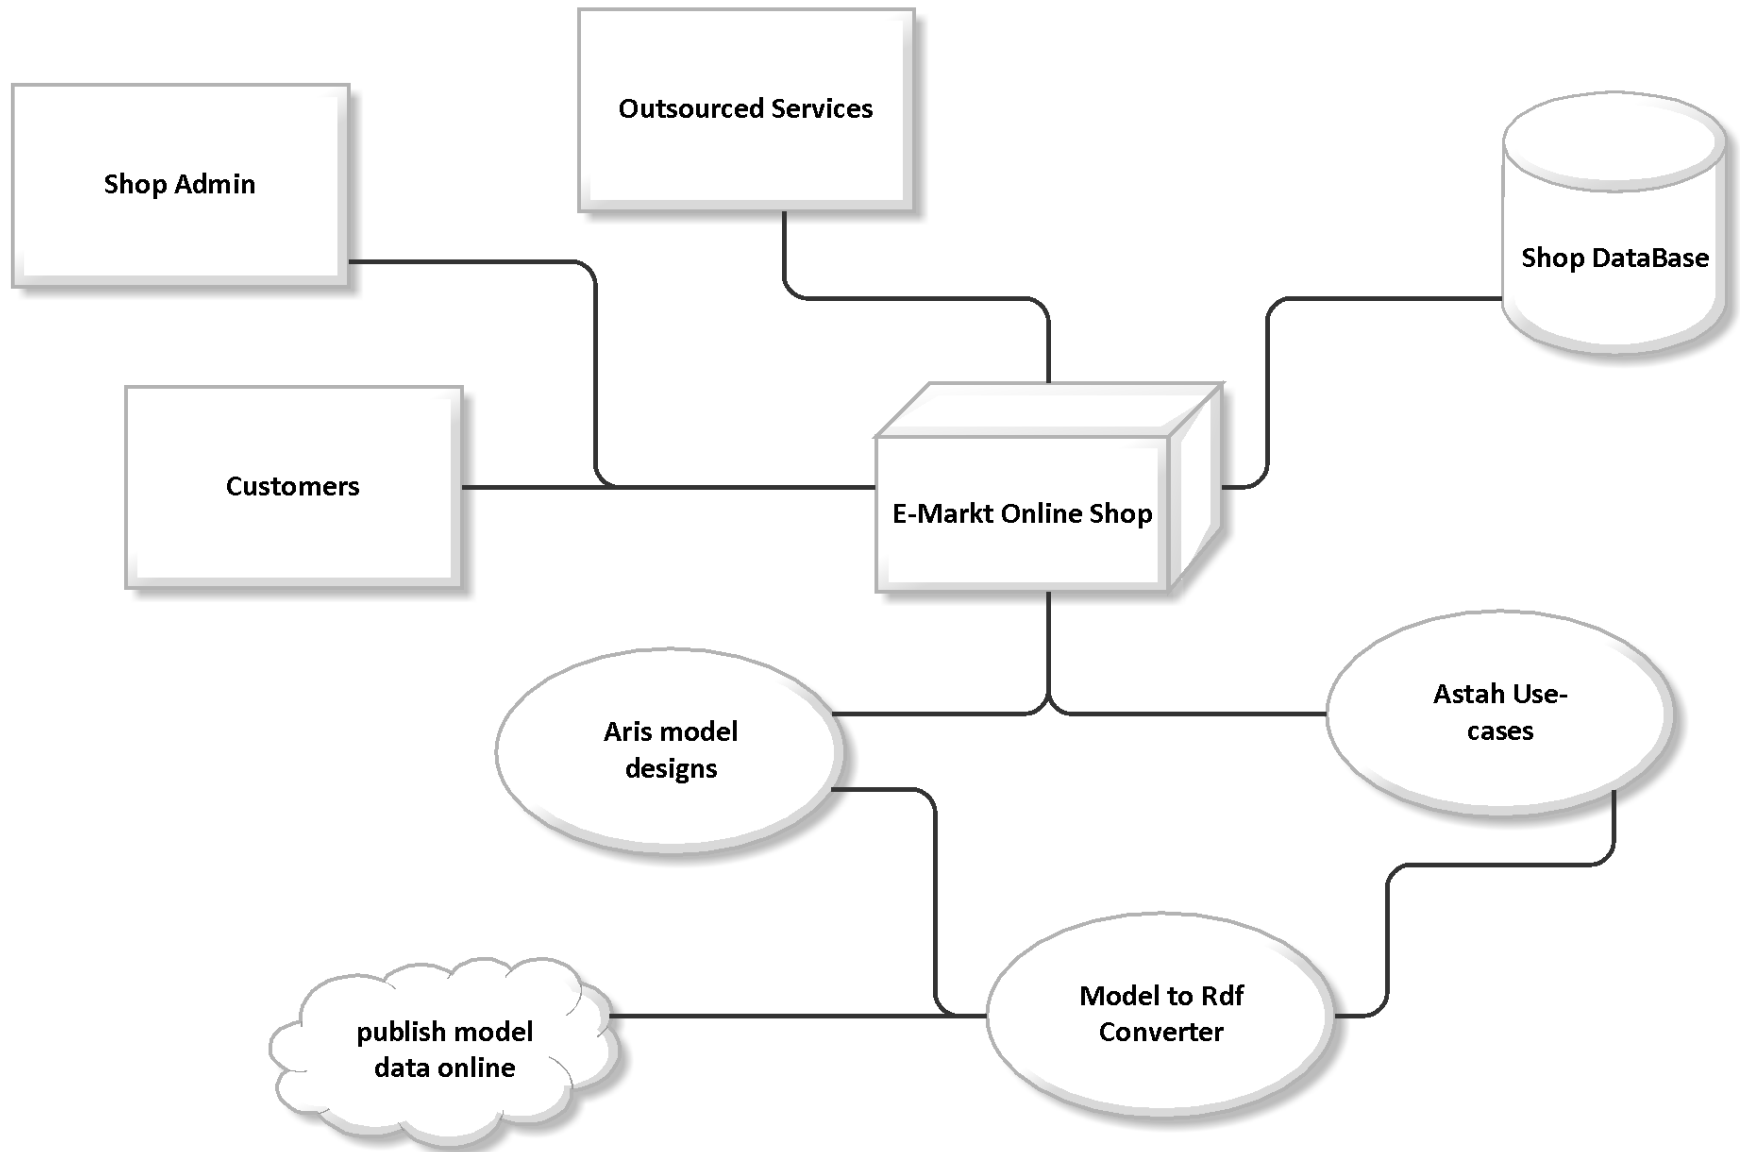 Outsourced Services
Shop Admin
Shop DataBase
Customers
E-Markt Online Shop
Astah Use-
cases
Aris model
designs
Model to Rdf
Converter
publish model
data online